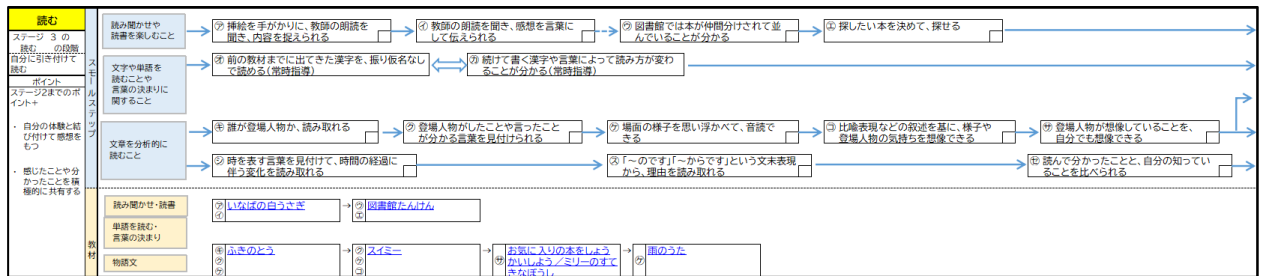 読む
ステージ 3 の
読む の段階
自分に引き付けて
読む
ポイント
ステージ2までのポ
イント+
・ 自分の体験と結
び付けて感想を
もつ
・ 感じたことや分
かったことを積
極的に共有する
スモールステップ
読み聞かせや
読書を楽しむこと
㋐ 挿絵を手がかりに、教師の朗読を
聞き、内容を捉えられる
㋑ 教師の朗読を聞き、感想を言葉に
して伝えられる
㋒ 図書館では本が仲間分けされて並
んでいることが分かる
㋓ 探したい本を決めて、探せる
文字や単語を
読むことや
言葉の決まりに
関すること
㋔ 前の教材までに出てきた漢字を、振り仮名なし
で読める(常時指導)
㋕ 続けて書く漢字や言葉によって読み方が変わ
ることが分かる(常時指導)
文章を分析的に
読むこと
㋖ 誰が登場人物か、読み取れる
㋗ 登場人物がしたことや言ったこと
が分かる言葉を見付けられる
㋘ 場面の様子を思い浮かべて、音読で
きる
㋙ 比喩表現などの叙述を基に、様子や
登場人物の気持ちを想像できる
㋚ 登場人物が想像していることを、
自分でも想像できる
㋛ 時を表す言葉を見付けて、時間の経過に
伴う変化を読み取れる
㋜ 「~のです」「~からです」という文末表現
から、理由を読み取れる
㋝ 読んで分かったことと、自分の知ってい
ることを比べられる
教材
読み聞かせ・読書
㋐
㋑
いなばの白うさぎ
→
㋒
㋓
図書館たんけん
単語を読む・
言葉の決まり
物語文
㋖
㋗
㋘
ふきのとう
→
㋗
㋘
㋙
スイミー
→
㋚
お気に入りの本をしょう
かいしよう/ミリーのすて
きなぼうし
→
㋘
雨のうた